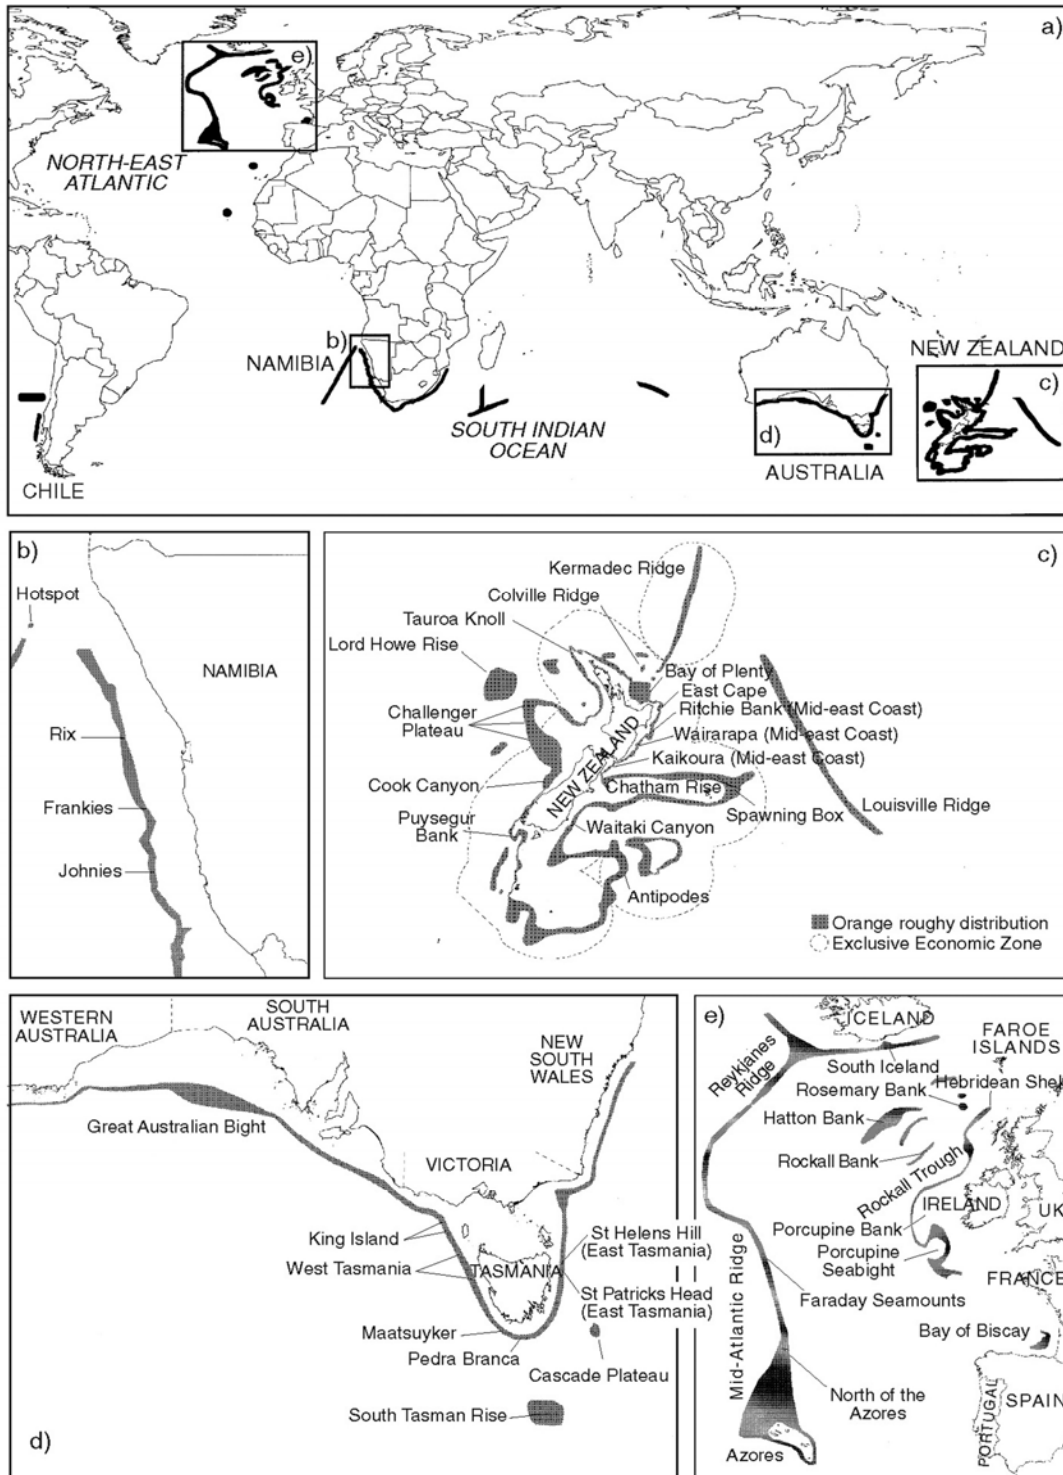 a)
e)
NORTH-EAST
ATLANTIC
b)
NAMIBIA
NEW ZEALAND
c)
d)
SOUTH INDIAN
OCEAN
AUSTRALIA
CHILE
b)
Hotspot
NAMIBIA
Rix
Frankies
Johnies
c)
Kermadec Ridge
Colville Ridge
Tauroa Knoll
Lord Howe Rise
Bay of Plenty
East Cape
Challenger
Plateau
Ritchie Bank (Mid-east Coast)
Wairarapa (Mid-east Coast)
Kaikoura (Mid-east Coast)
NEW ZEALAND
Cook Canyon
Chatham Rise
Louisville Ridge
Puysegur
Bank
Spawning Box
Waitaki Canyon
Antipodes
Orange roughy distribution
Exclusive Economic Zone
WESTERN
AUSTRALIA
SOUTH
AUSTRALIA
NEW
SOUTH
WALES
Great Australian Bight
VICTORIA
King Island
West Tasmania
TASMANIA
St Helens Hill
(East Tasmania)
St Patricks Head
(East Tasmania)
Maatsuyker
Pedra Branca
Cascade Plateau
South Tasman Rise
d)
e)
ICELAND
FAROE
ISLANDS
Reykjanes
Ridge
South Iceland
Rosemary Bank
Hebridean Shelf
Hatton Bank
Rockall Bank
Rockall Trough
IRELAND
UK
Porcupine Bank
Porcupine
Seabight
FRANCE
Mid-Atlantic Ridge
Faraday Seamounts
Bay of Biscay
North of the
Azores
PORTUGAL
SPAIN
Azores